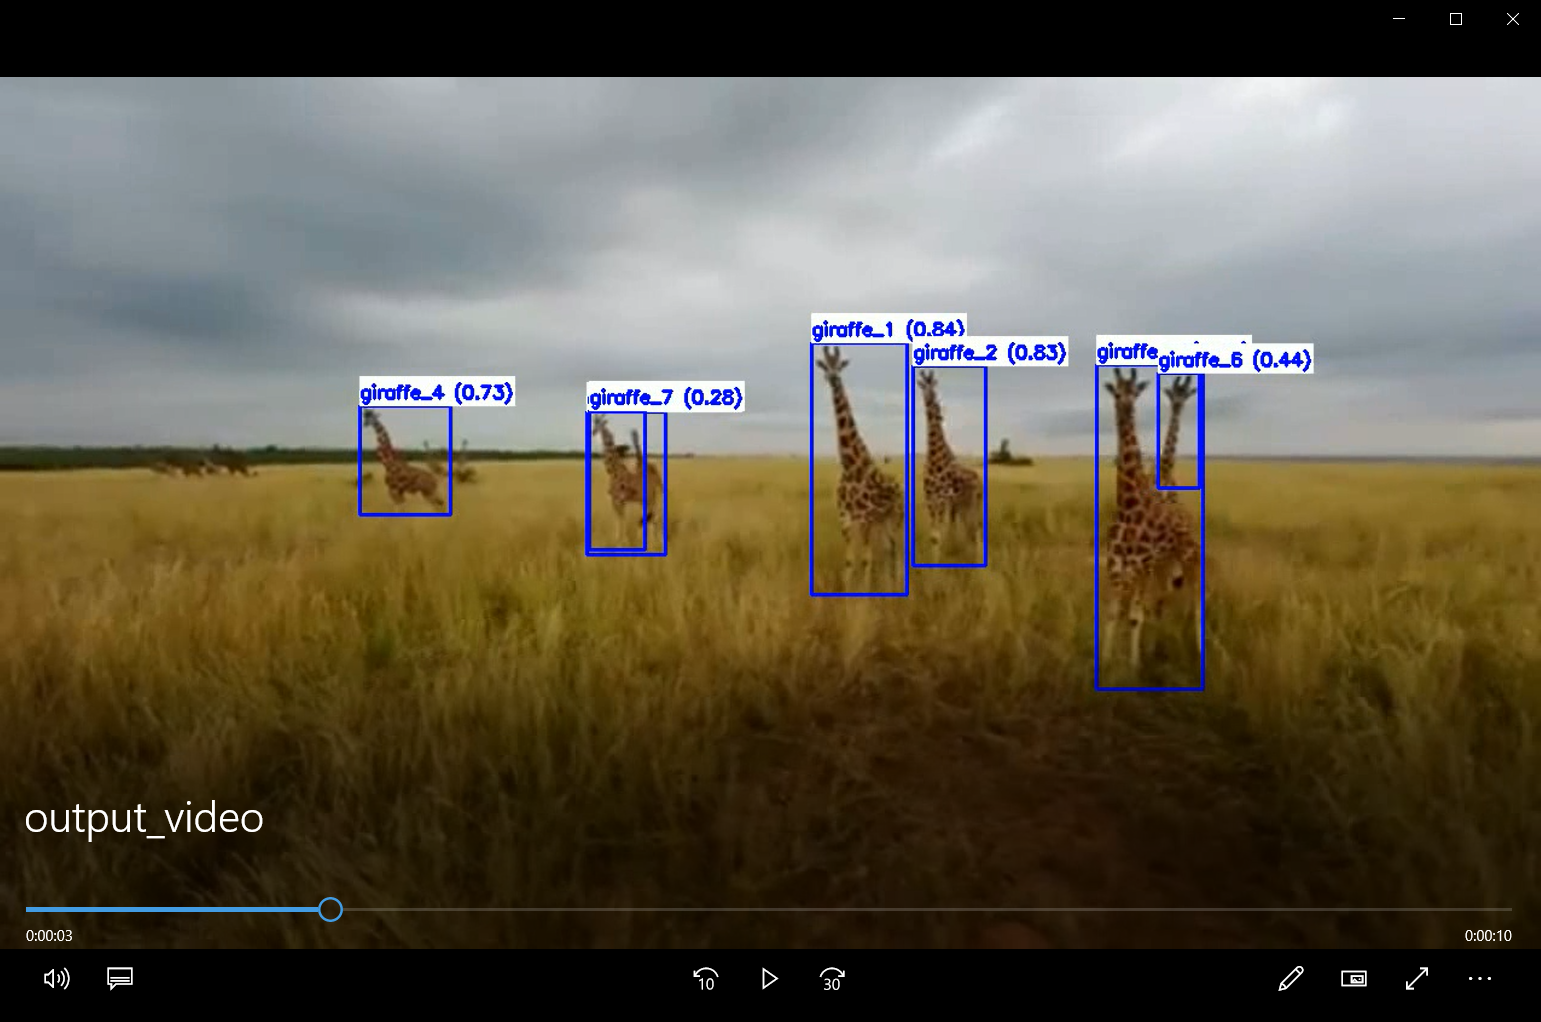 giraffe_1 (0.84)
giraffe_2 (0.83)
giraffe
giraffe_6 (0.44)
giraffe_4 (0.73)
giraffe_7 (0.28)
output_video
0:00:03
0:00:10
10
30